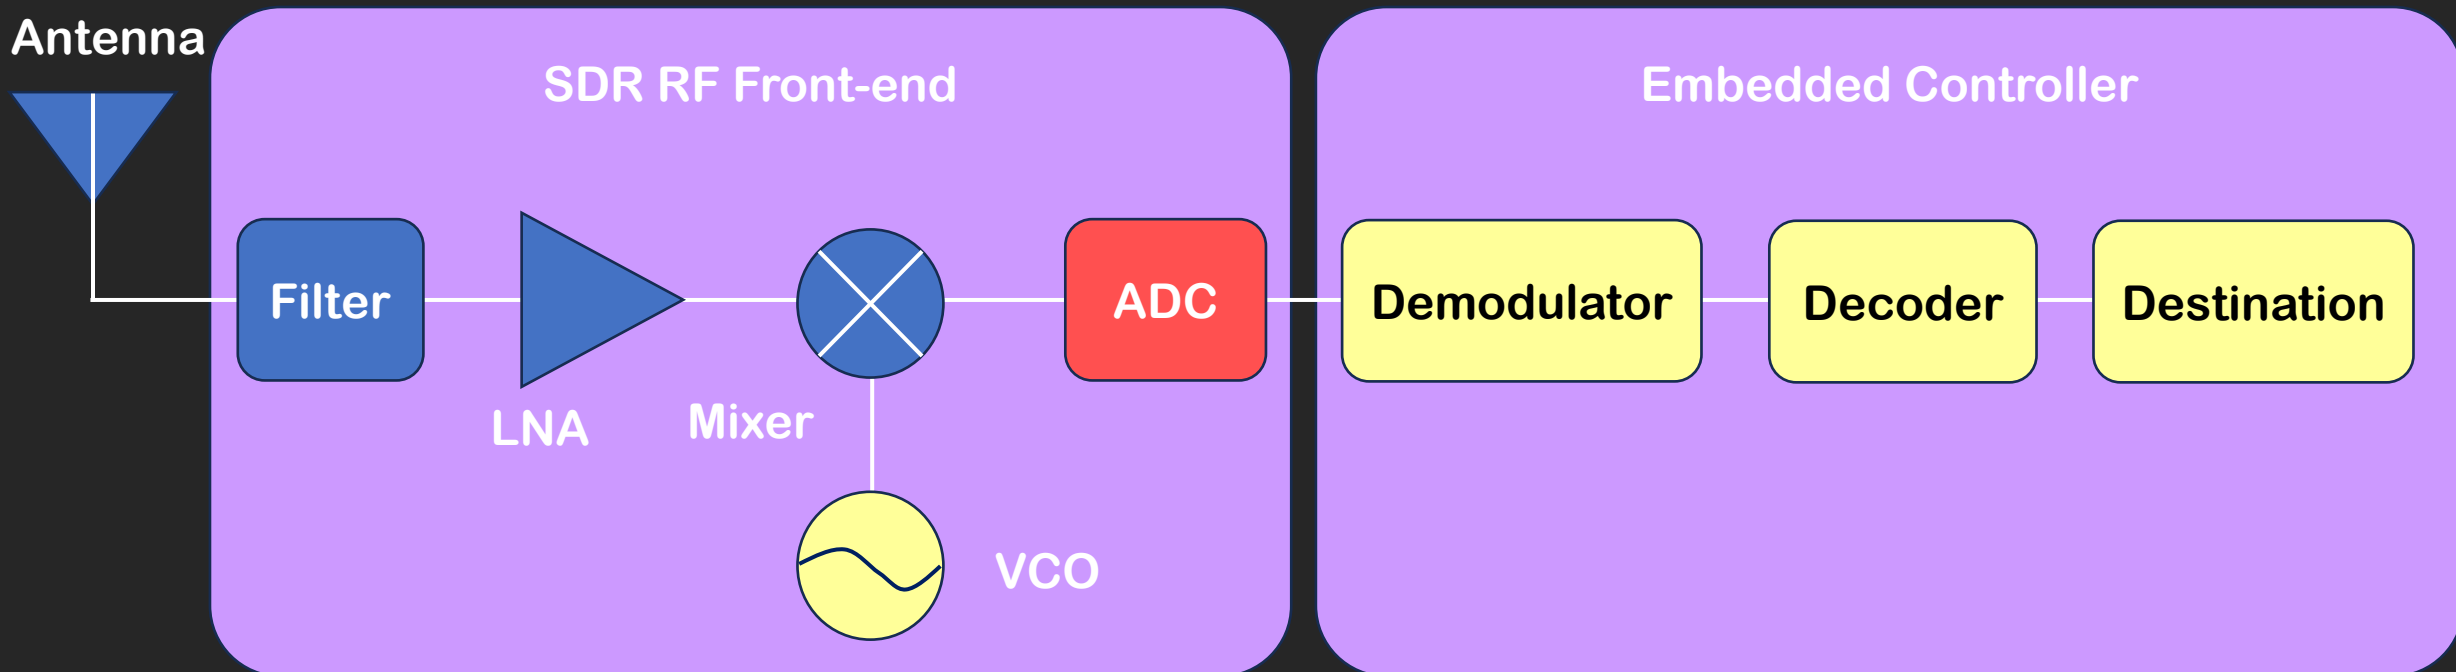 Antenna
SDR RF Front-end
Embedded Controller
Filter
ADC
Demodulator
Decoder
Destination
LNA
Mixer
VCO